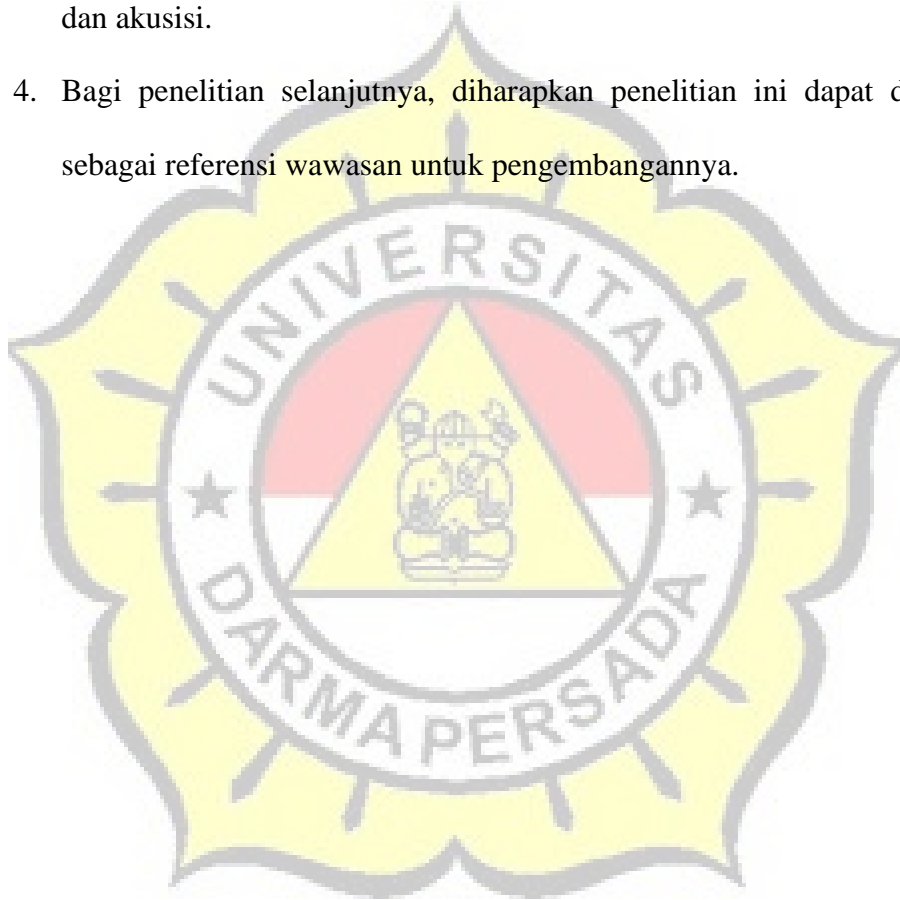 dan akusisi.
4. Bagi penelitian selanjutnya, diharapkan penelitian ini dapat
sebagai referensi wawasan untuk pengembangannya.
UNIVERSITAS
DARMA PERSADA